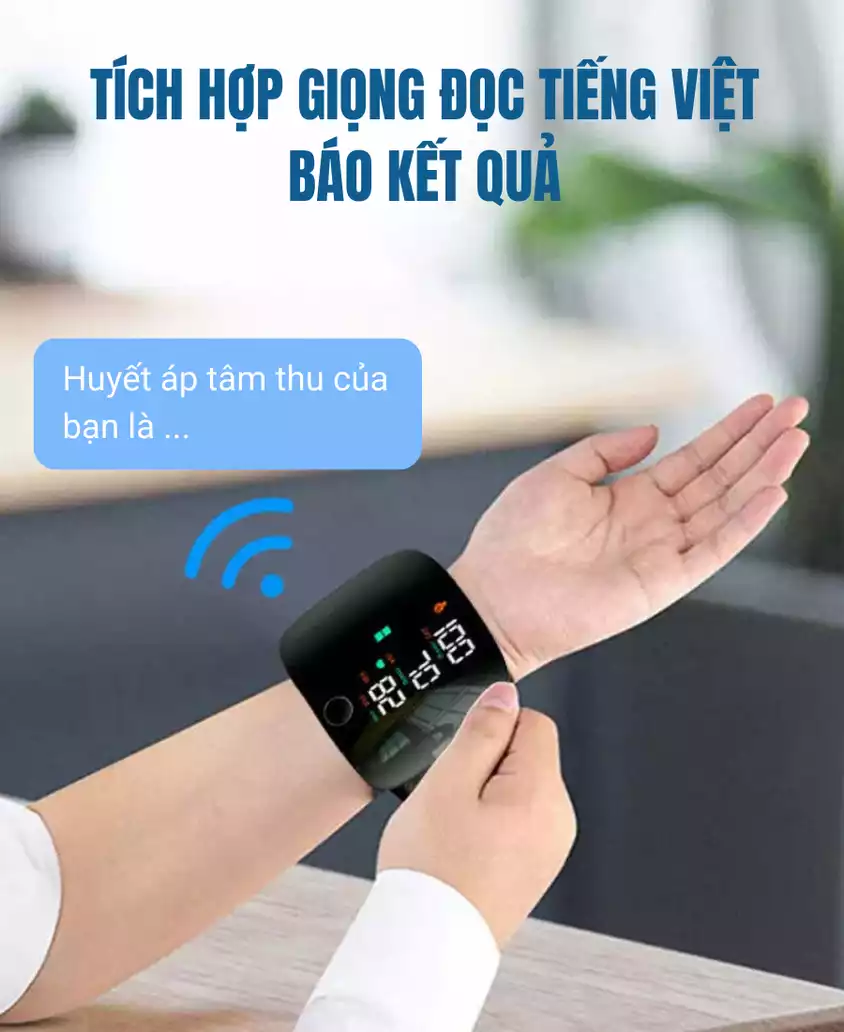 TÍCH HỢP GIỌNG ĐỌC TIẾNG VIỆT
BÁO KẾT QUẢ
Huyết áp tâm thu của
bạn là ...